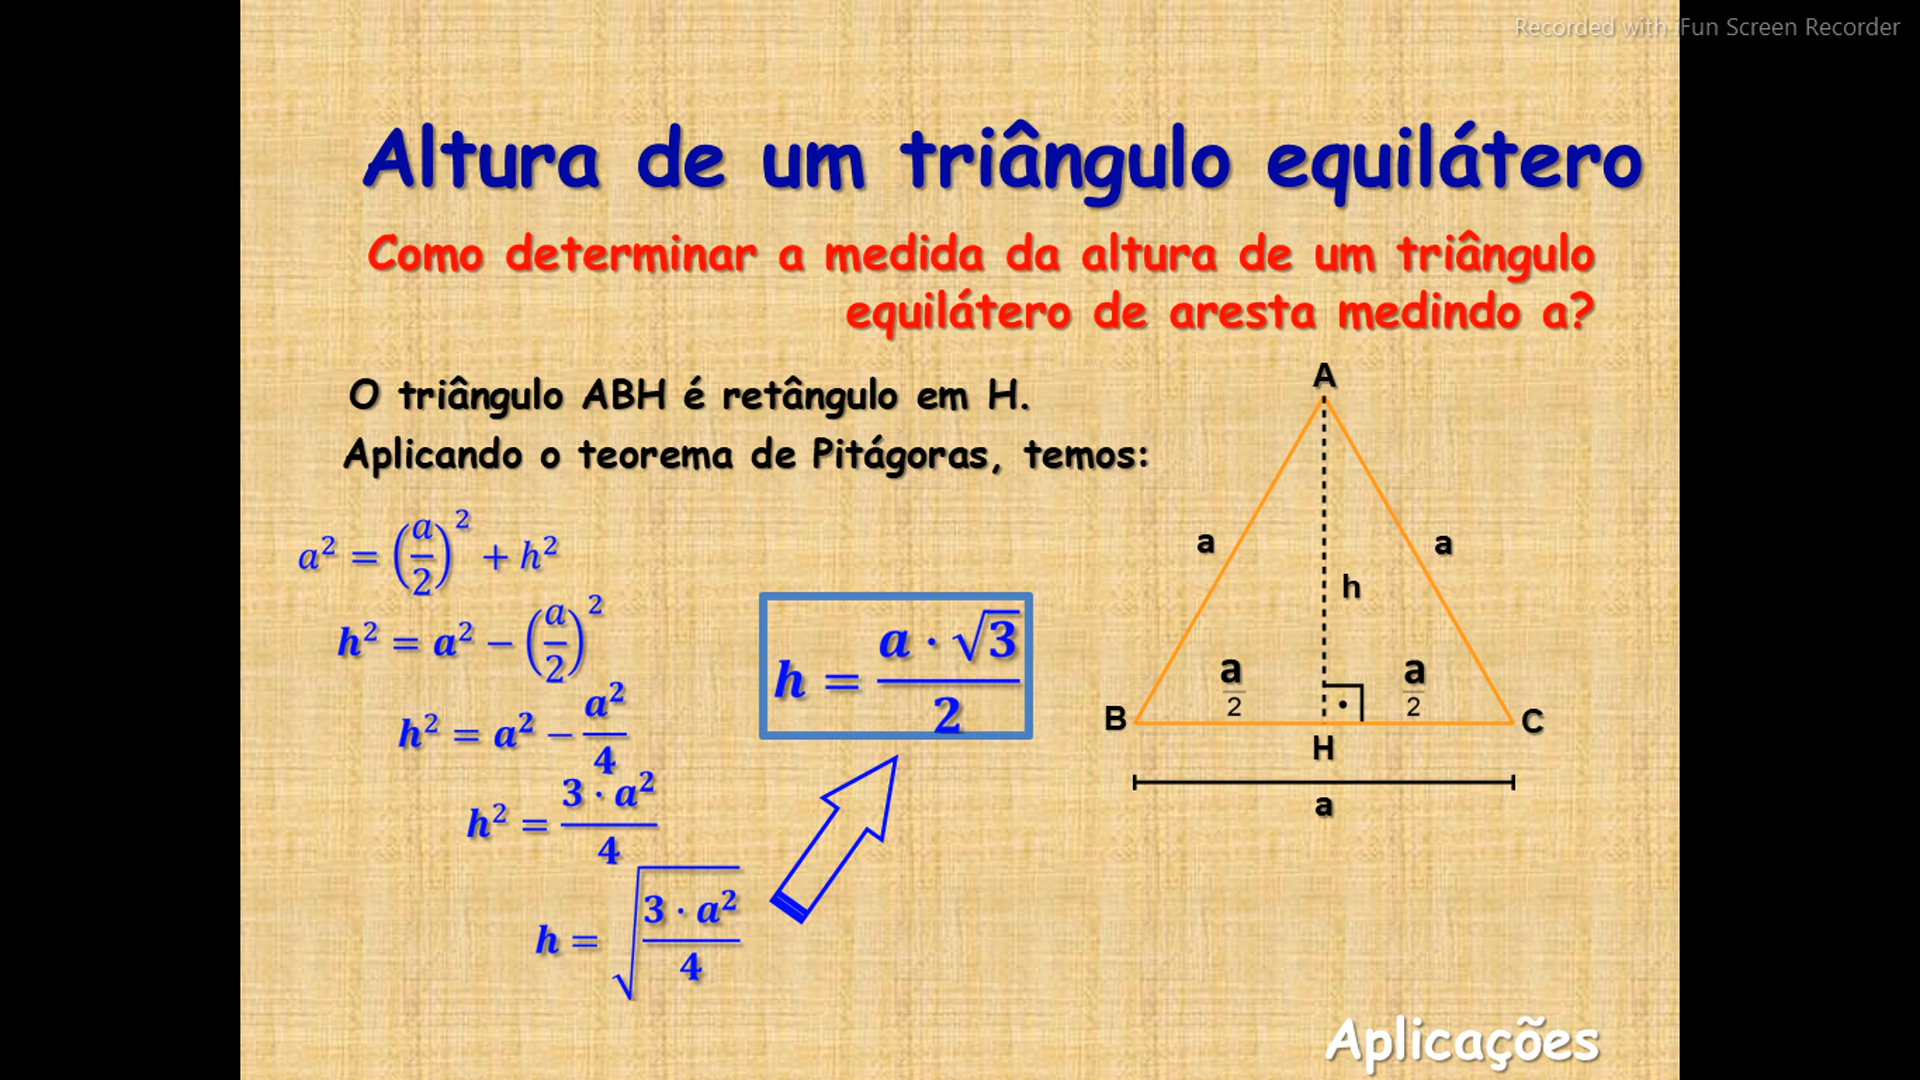 Recorded with iFun Screen Recorder
Altura de um triângulo equilátero
Como determinar a medida da altura de um triângulo
equilátero de aresta medindo a?
O triângulo ABH é retângulo em H.
Aplicando o teorema de Pitágoras, temos:
a² = (a/2)² + h²
h² = a² − (a/2)²
h² = a² − a²/4
h² = 3 · a²/4
h = √(3 · a²/4)
h = a · √3/2
A
a
a
h
a/2
a/2
B
C
H
a
Aplicações